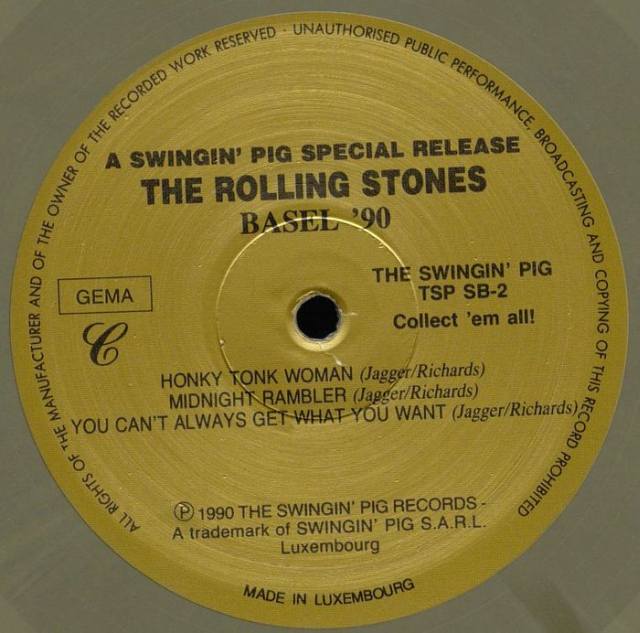 ALL RIGHTS OF THE MANUFACTURER AND OF THE OWNER OF THE RECORDED WORK RESERVED · UNAUTHORISED PUBLIC PERFORMANCE, BROADCASTING AND COPYING OF THIS RECORD PROHIBITED
A SWINGIN' PIG SPECIAL RELEASE
THE ROLLING STONES
BASEL '90
THE SWINGIN' PIG
TSP SB-2
Collect 'em all!
GEMA
C
HONKY TONK WOMAN (Jagger/Richards)
MIDNIGHT RAMBLER (Jagger/Richards)
YOU CAN'T ALWAYS GET WHAT YOU WANT (Jagger/Richards)
℗ 1990 THE SWINGIN' PIG RECORDS -
A trademark of SWINGIN' PIG S.A.R.L.
Luxembourg
MADE IN LUXEMBOURG